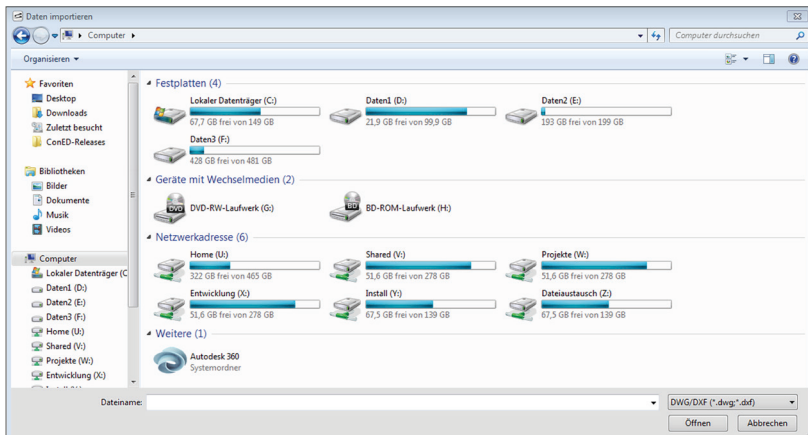 Daten importieren
Computer
Computer durchsuchen
Organisieren
Favoriten
Desktop
Downloads
Zuletzt besucht
ConED-Releases
Bibliotheken
Bilder
Dokumente
Musik
Videos
Computer
Lokaler Datenträger (C
Daten1 (D:)
Daten2 (E:)
Daten3 (F:)
Home (U:)
Shared (V:)
Projekte (W:)
Entwicklung (X:)
Festplatten (4)
Lokaler Datenträger (C:)
67,7 GB frei von 149 GB
Daten1 (D:)
21,9 GB frei von 99,9 GB
Daten2 (E:)
193 GB frei von 199 GB
Daten3 (F:)
428 GB frei von 481 GB
Geräte mit Wechselmedien (2)
DVD
DVD-RW-Laufwerk (G:)
BD
BD-ROM-Laufwerk (H:)
Netzwerkadresse (6)
Home (U:)
322 GB frei von 465 GB
Shared (V:)
51,6 GB frei von 278 GB
Projekte (W:)
51,6 GB frei von 278 GB
Entwicklung (X:)
51,6 GB frei von 278 GB
Install (Y:)
67,5 GB frei von 139 GB
Dateiaustausch (Z:)
67,5 GB frei von 139 GB
Weitere (1)
Autodesk 360
Systemordner
Dateiname:
DWG/DXF (*.dwg;*.dxf)
Öffnen
Abbrechen